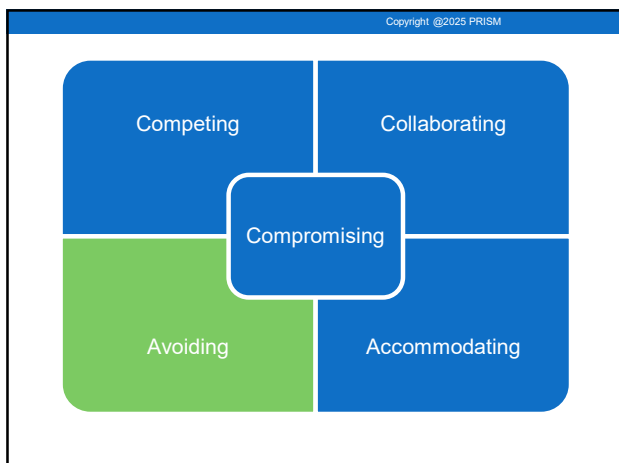 Copyright @2025 PRISM
Competing
Collaborating
Compromising
Avoiding
Accommodating